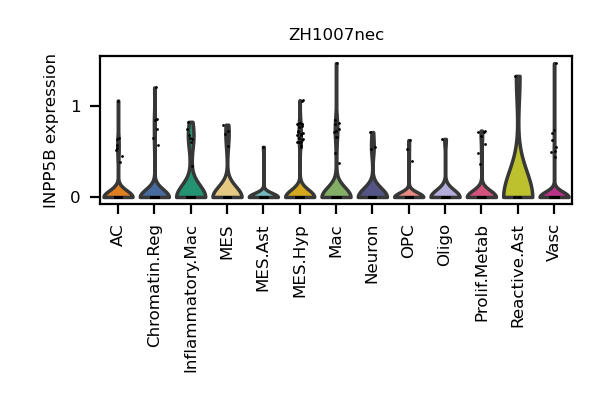 ZH1007nec
INPP5B expression
1
0
AC
Chromatin.Reg
Inflammatory.Mac
MES
MES.Ast
MES.Hyp
Mac
Neuron
OPC
Oligo
Prolif.Metab
Reactive.Ast
Vasc